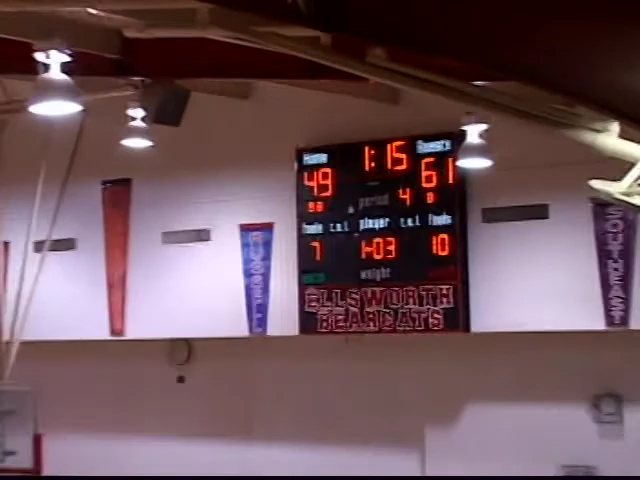 Home 1:15 Guests
49 61
period 4
fouls t.o.l player t.o.l fouls
7 1-03 10
weight
ELLSWORTH
BEARCATS
RUSSELL
SOUTHEAST